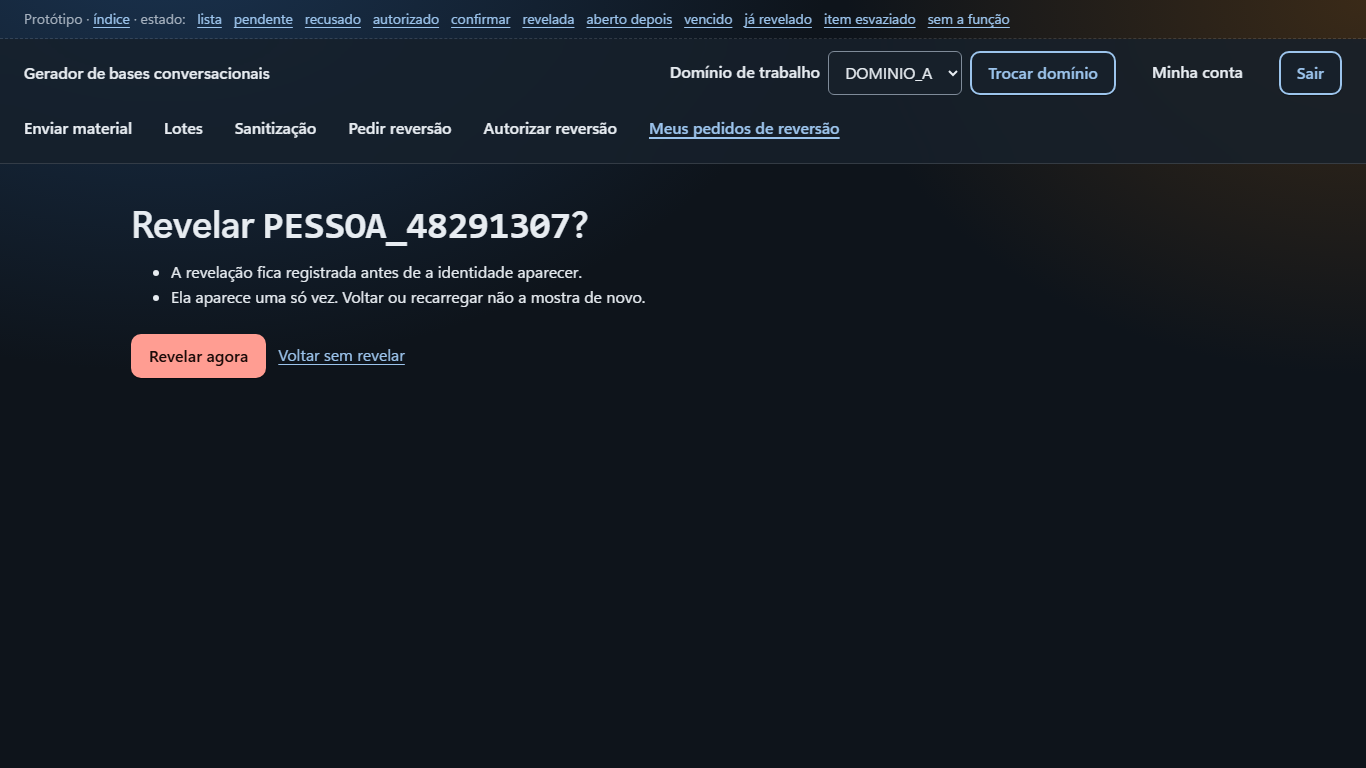 Protótipo · índice · estado: lista pendente recusado autorizado confirmar revelada aberto depois vencido já revelado item esvaziado sem a função
Gerador de bases conversacionais Domínio de trabalho DOMINIO_A Trocar domínio Minha conta Sair
Enviar material Lotes Sanitização Pedir reversão Autorizar reversão Meus pedidos de reversão
Revelar PESSOA_48291307?
• A revelação fica registrada antes de a identidade aparecer.
• Ela aparece uma só vez. Voltar ou recarregar não a mostra de novo.
Revelar agora Voltar sem revelar